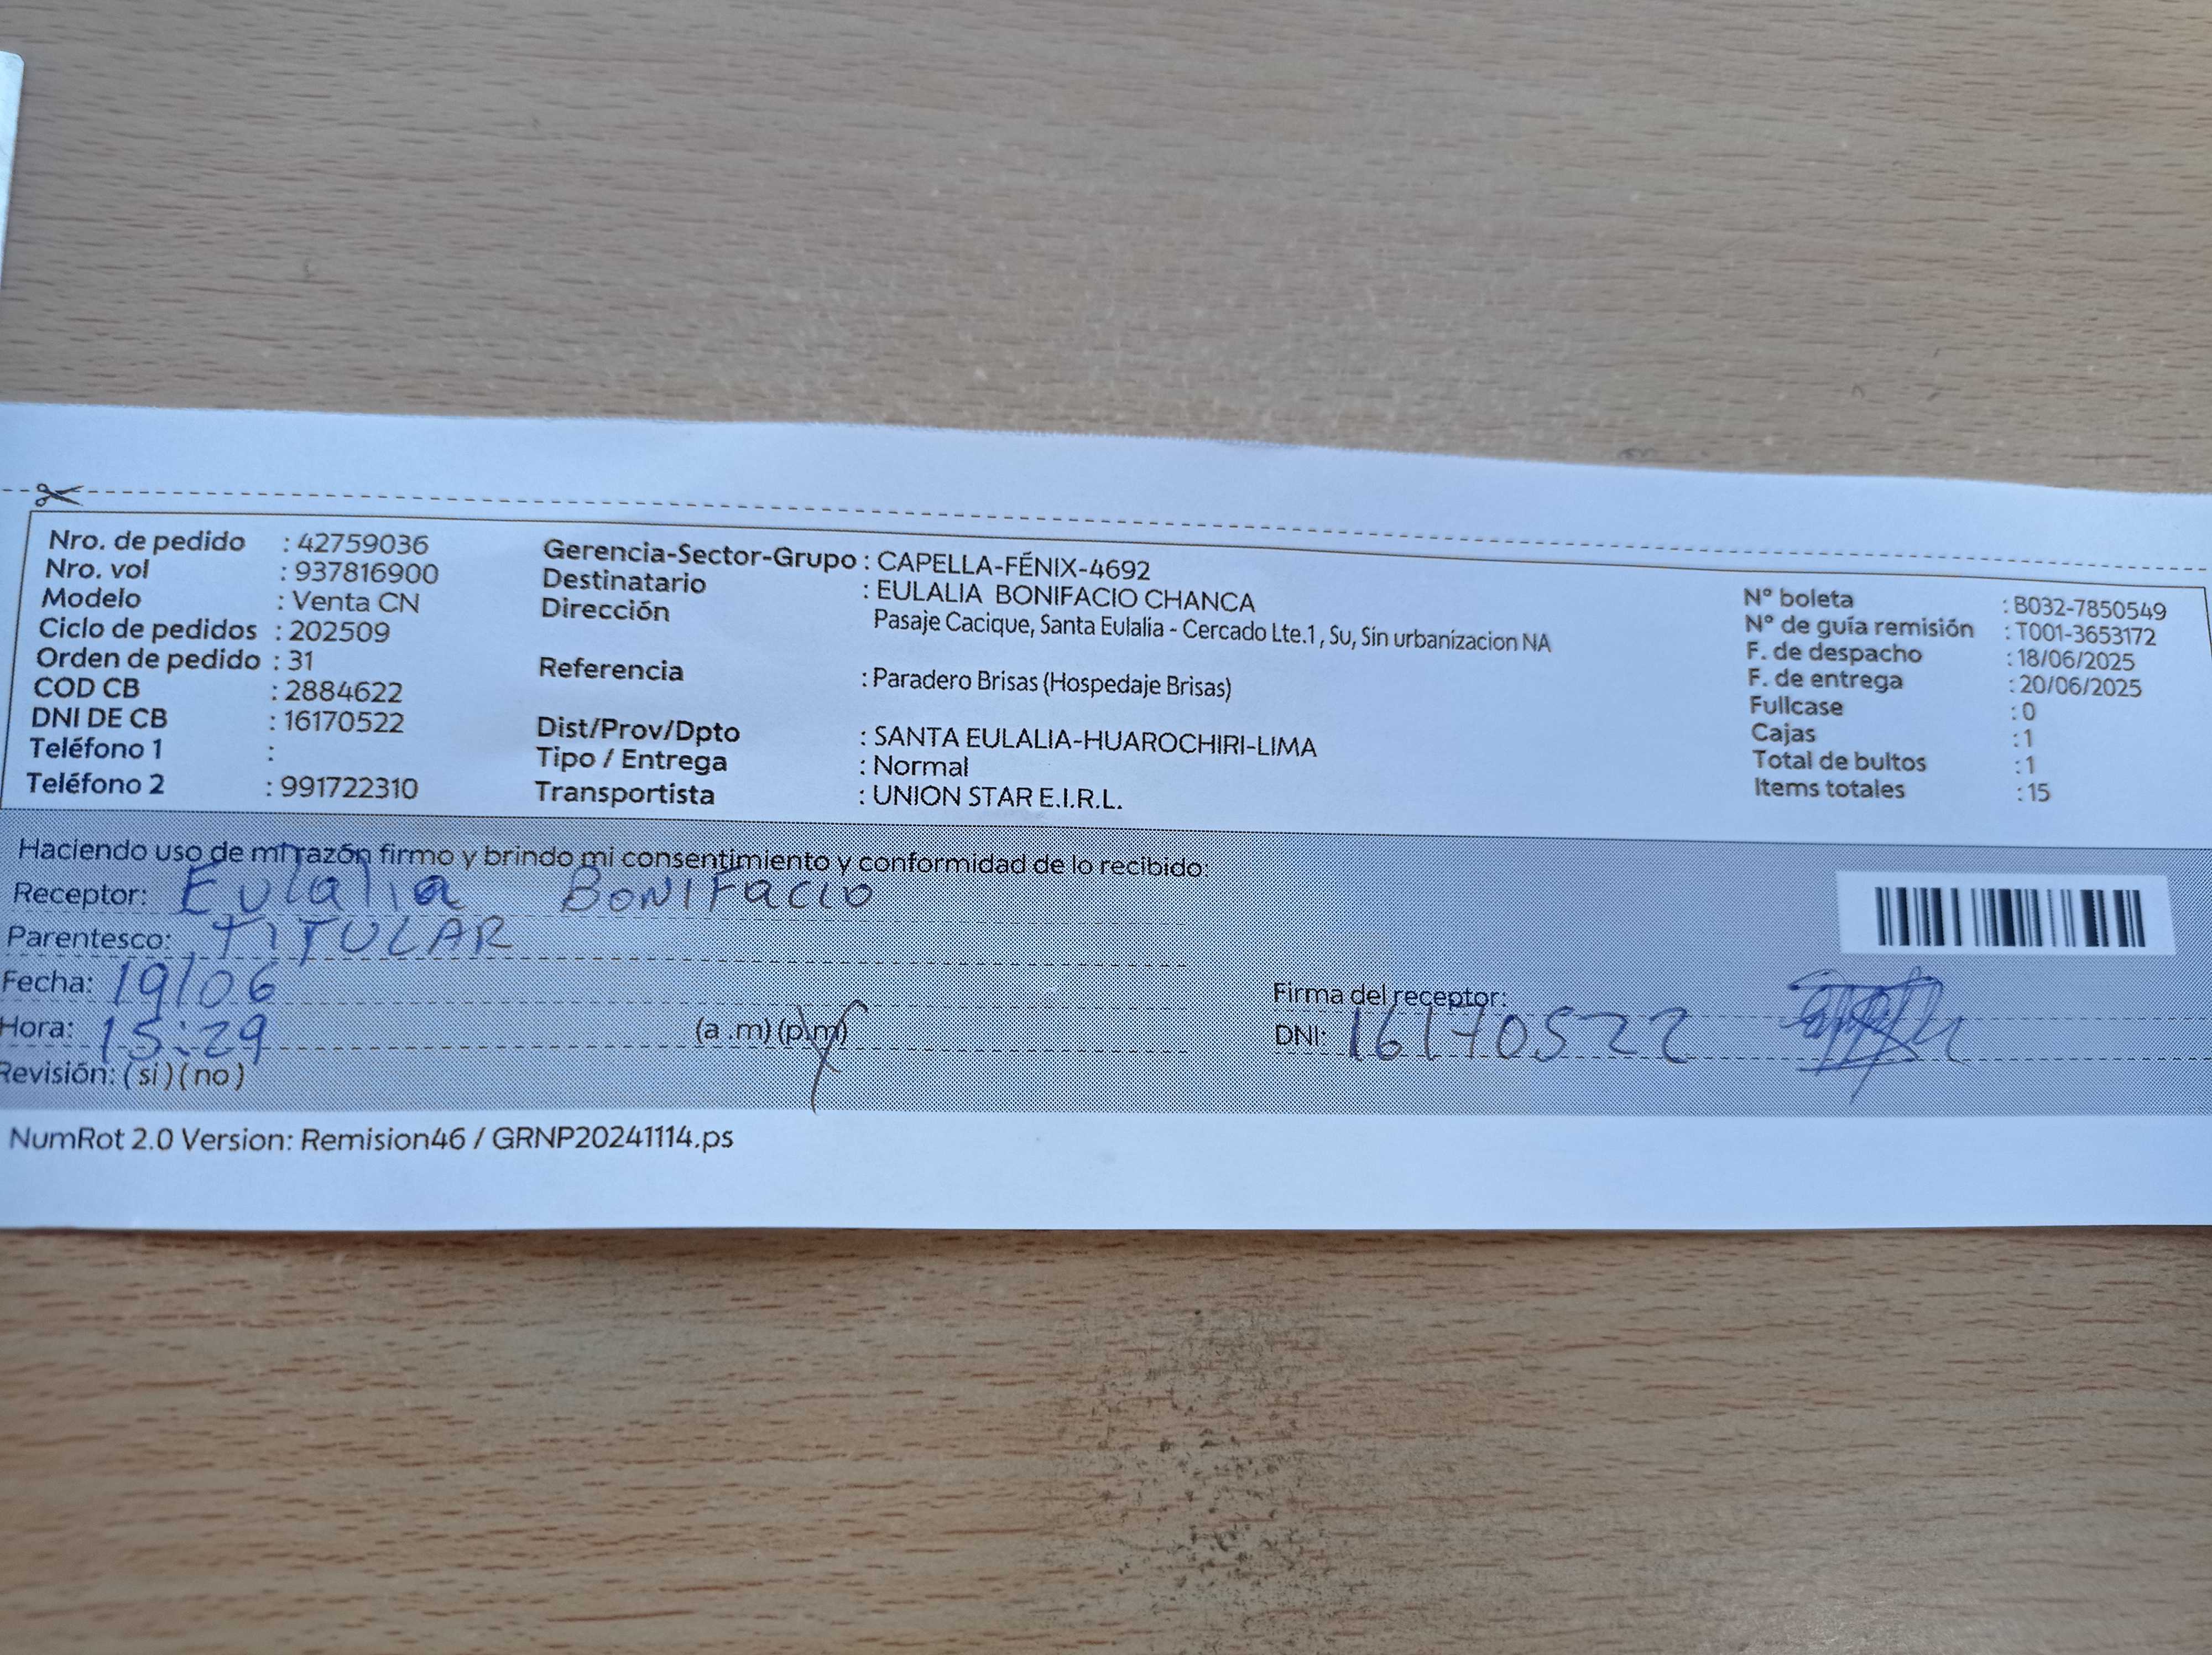 Nro. de pedido : 42759036
Nro. vol : 937816900
Modelo : Venta CN
Ciclo de pedidos : 202509
Orden de pedido : 31
COD CB : 2884622
DNI DE CB : 16170522
Teléfono 1 :
Teléfono 2 : 991722310
Gerencia-Sector-Grupo : CAPELLA-FÉNIX-4692
Destinatario : EULALIA BONIFACIO CHANCA
Dirección Pasaje Cacique, Santa Eulalia - Cercado Lte.1 , Su, Sin urbanizacion NA
Referencia : Paradero Brisas (Hospedaje Brisas)
Dist/Prov/Dpto : SANTA EULALIA-HUAROCHIRI-LIMA
Tipo / Entrega : Normal
Transportista : UNION STAR E.I.R.L.
N° boleta : B032-7850549
N° de guía remisión : T001-3653172
F. de despacho : 18/06/2025
F. de entrega : 20/06/2025
Fullcase : 0
Cajas : 1
Total de bultos : 1
Items totales : 15
Haciendo uso de mi razón firmo y brindo mi consentimiento y conformidad de lo recibido:
Receptor: Eulalia Bonifacio
Parentesco: TITULAR
Fecha: 19/06
Hora: 15:29 (a .m) (p.m)
Revisión: (si) (no)
Firma del receptor:
DNI: 16170522
NumRot 2.0 Version: Remision46 / GRNP20241114.ps